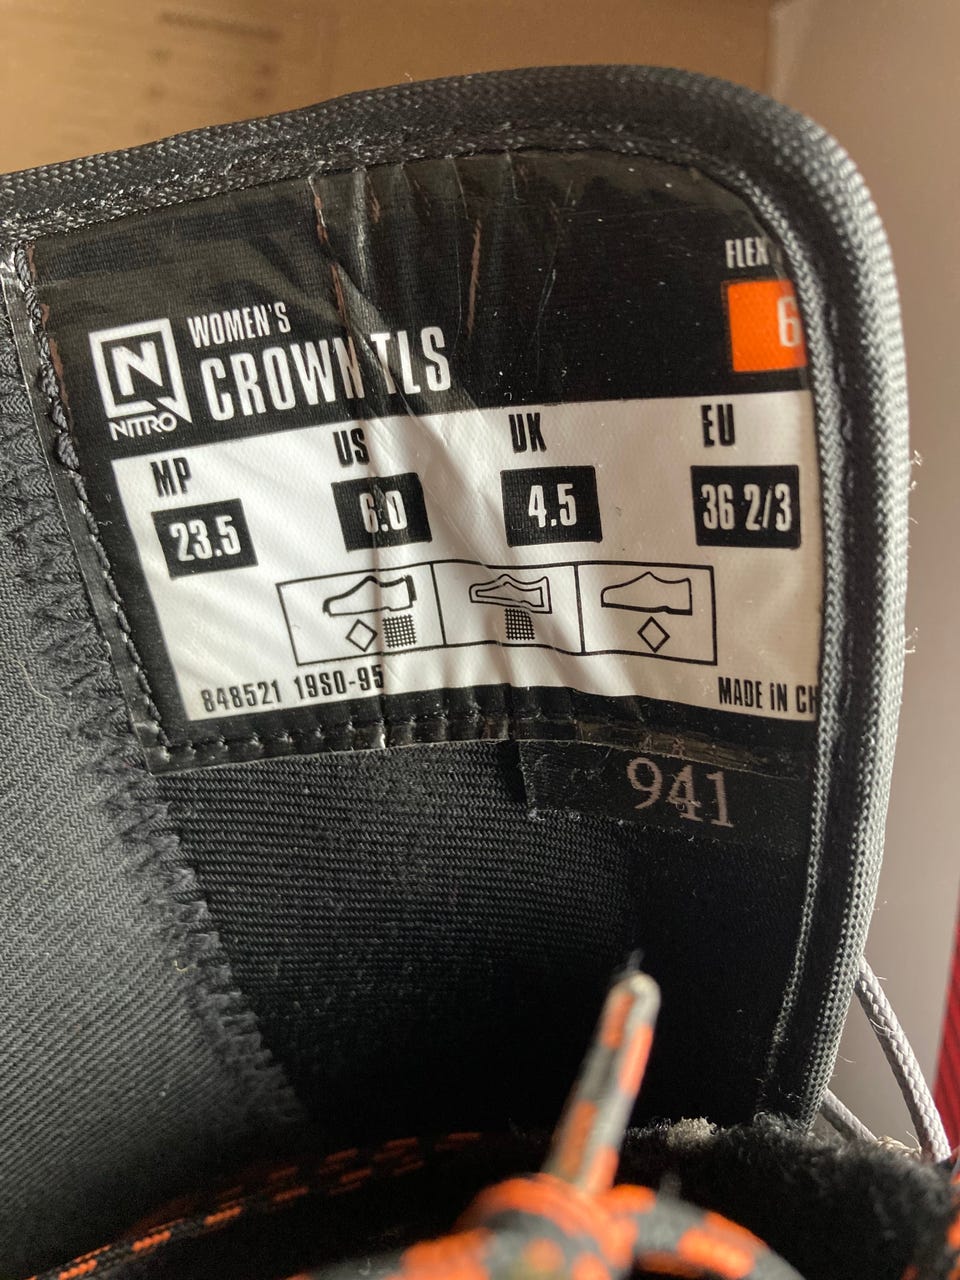 FLEX
6
N
NITRO
WOMEN'S
CROWN TLS
MP US UK EU
23.5 6.0 4.5 36 2/3
848521 19S0-95 MADE IN CH
941